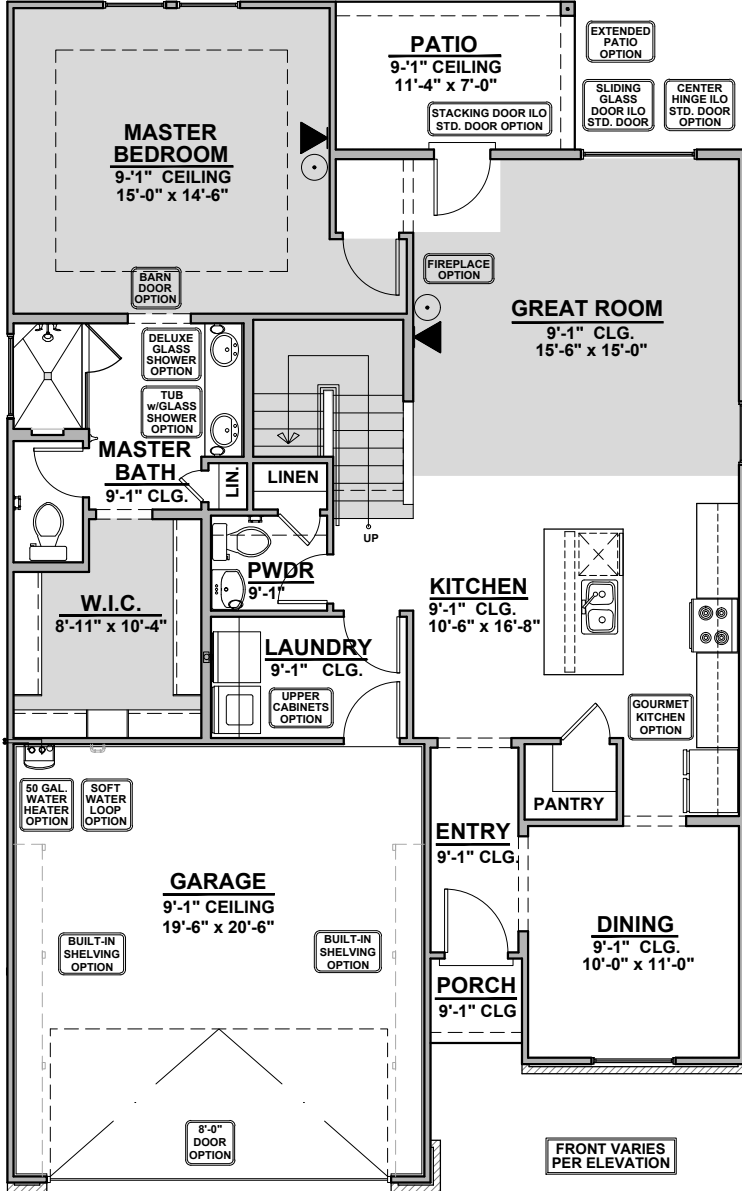 PATIO
9-'1" CEILING
11'-4" x 7'-0"
EXTENDED
PATIO
OPTION
STACKING DOOR ILO
STD. DOOR OPTION
SLIDING
GLASS
DOOR ILO
STD. DOOR
CENTER
HINGE ILO
STD. DOOR
OPTION
MASTER
BEDROOM
9-'1" CEILING
15'-0" x 14'-6"
BARN
DOOR
OPTION
FIREPLACE
OPTION
GREAT ROOM
9'-1" CLG.
15'-6" x 15'-0"
DELUXE
GLASS
SHOWER
OPTION
TUB
w/GLASS
SHOWER
OPTION
MASTER
BATH
9'-1" CLG.
LIN.
LINEN
UP
PWDR
9'-1"
KITCHEN
9'-1" CLG.
10'-6" x 16'-8"
W.I.C.
8'-11" x 10'-4"
LAUNDRY
9'-1" CLG.
UPPER
CABINETS
OPTION
GOURMET
KITCHEN
OPTION
50 GAL.
WATER
HEATER
OPTION
SOFT
WATER
LOOP
OPTION
PANTRY
ENTRY
9'-1" CLG.
GARAGE
9'-1" CEILING
19'-6" x 20'-6"
BUILT-IN
SHELVING
OPTION
BUILT-IN
SHELVING
OPTION
DINING
9'-1" CLG.
10'-0" x 11'-0"
PORCH
9'-1" CLG
8'-0"
DOOR
OPTION
FRONT VARIES
PER ELEVATION